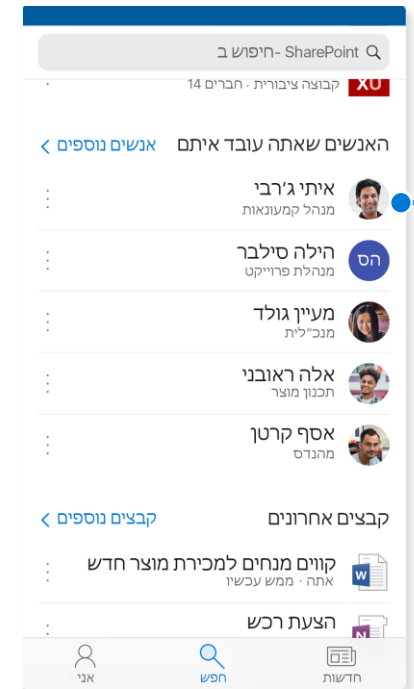 חיפוש ב- SharePoint
XU
קבוצה ציבורית · חברים 14
האנשים שאתה עובד איתם
אנשים נוספים
איתי ג'רבי
מנהל קמעונאות
הס
הילה סילבר
מנהלת פרוייקט
מעיין גולד
מנכ"לית
אלה ראובני
תכנון מוצר
אסף קרטן
מהנדס
קבצים אחרונים
קבצים נוספים
W
קווים מנחים למכירת מוצר חדש
אתה · ממש עכשיו
N
הצעת רכש
חדשות
חפש
אני